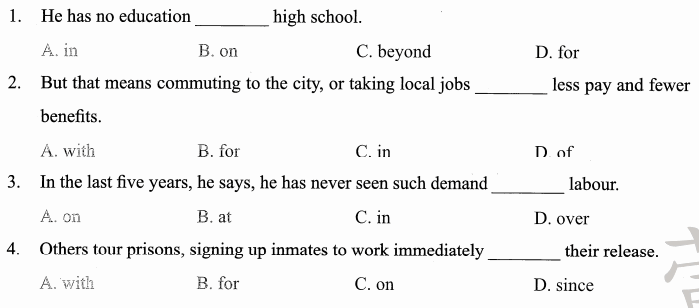 1. He has no education ________ high school.
A. in B. on C. beyond D. for
2. But that means commuting to the city, or taking local jobs ________ less pay and fewer
benefits.
A. with B. for C. in D. of
3. In the last five years, he says, he has never seen such demand ________ labour.
A. on B. at C. in D. over
4. Others tour prisons, signing up inmates to work immediately ________ their release.
A. with B. for C. on D. since